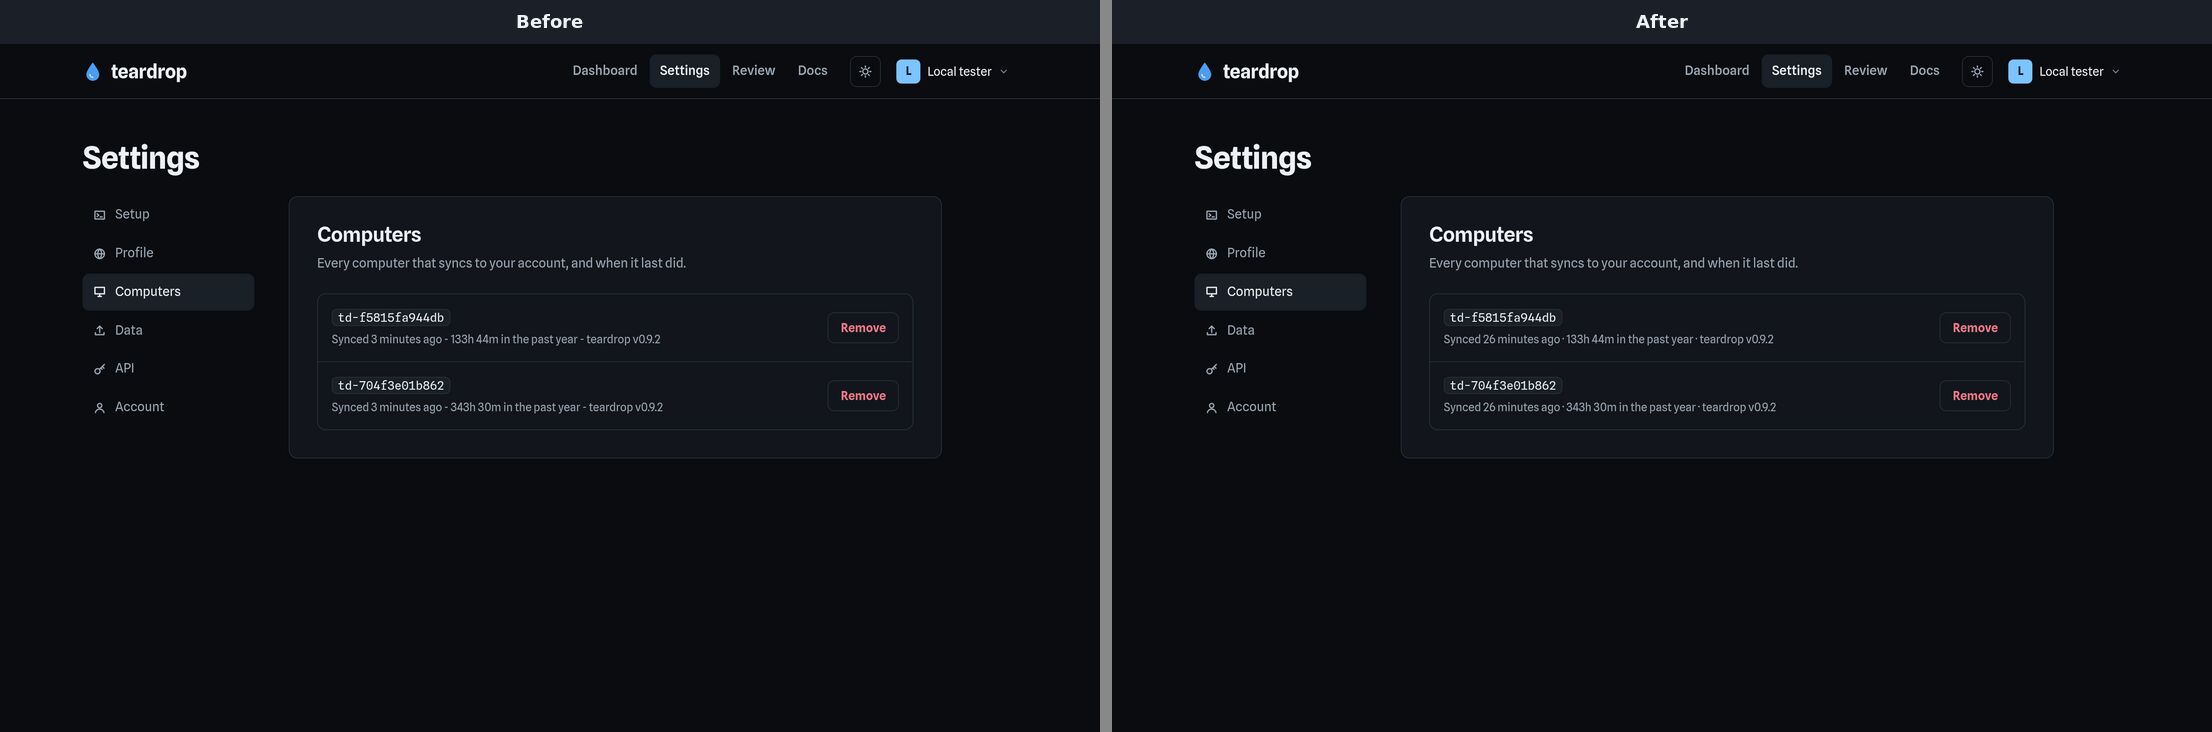 Before
teardrop
Dashboard Settings Review Docs L Local tester
Settings
Setup
Profile
Computers
Data
API
Account
Computers
Every computer that syncs to your account, and when it last did.
td-f5815fa944db
Synced 3 minutes ago - 133h 44m in the past year - teardrop v0.9.2
Remove
td-704f3e01b862
Synced 3 minutes ago - 343h 30m in the past year - teardrop v0.9.2
Remove
After
teardrop
Dashboard Settings Review Docs L Local tester
Settings
Setup
Profile
Computers
Data
API
Account
Computers
Every computer that syncs to your account, and when it last did.
td-f5815fa944db
Synced 26 minutes ago · 133h 44m in the past year · teardrop v0.9.2
Remove
td-704f3e01b862
Synced 26 minutes ago · 343h 30m in the past year · teardrop v0.9.2
Remove